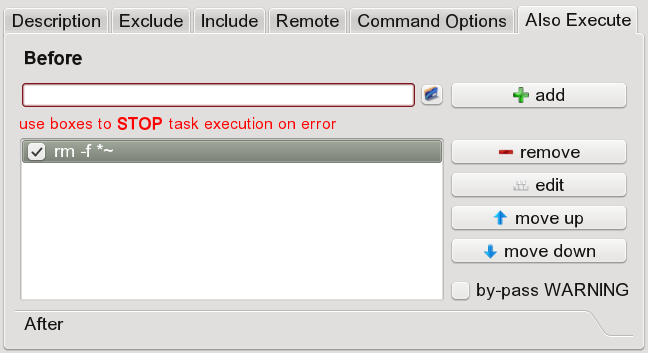 Description Exclude Include Remote Command Options Also Execute
Before
add
use boxes to STOP task execution on error
rm -f *~
remove
edit
move up
move down
by-pass WARNING
After